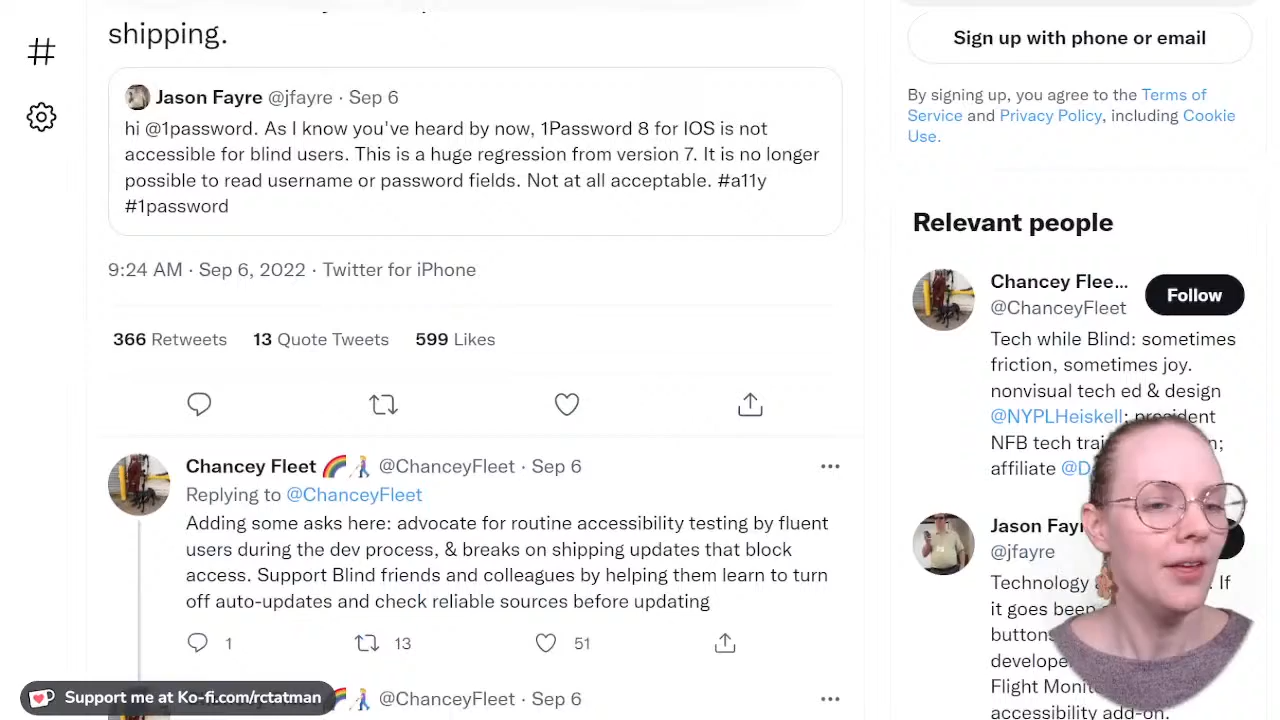 shipping.
Jason Fayre @jfayre · Sep 6
hi @1password. As I know you've heard by now, 1Password 8 for IOS is not
accessible for blind users. This is a huge regression from version 7. It is no longer
possible to read username or password fields. Not at all acceptable. #a11y
#1password
9:24 AM · Sep 6, 2022 · Twitter for iPhone
366 Retweets 13 Quote Tweets 599 Likes
Chancey Fleet 🌈 @ChanceyFleet · Sep 6
Replying to @ChanceyFleet
Adding some asks here: advocate for routine accessibility testing by fluent
users during the dev process, & breaks on shipping updates that block
access. Support Blind friends and colleagues by helping them learn to turn
off auto-updates and check reliable sources before updating
1 13 51
@ChanceyFleet · Sep 6
Support me at Ko-fi.com/rctatman
Sign up with phone or email
By signing up, you agree to the Terms of
Service and Privacy Policy, including Cookie
Use.
Relevant people
Chancey Flee...
@ChanceyFleet
Follow
Tech while Blind: sometimes
friction, sometimes joy.
nonvisual tech ed & design
@NYPLHeiskell; president
NFB tech
affiliate
Jason
@jfayre
Technology If
it goes been
Flight
accessibility add-on.